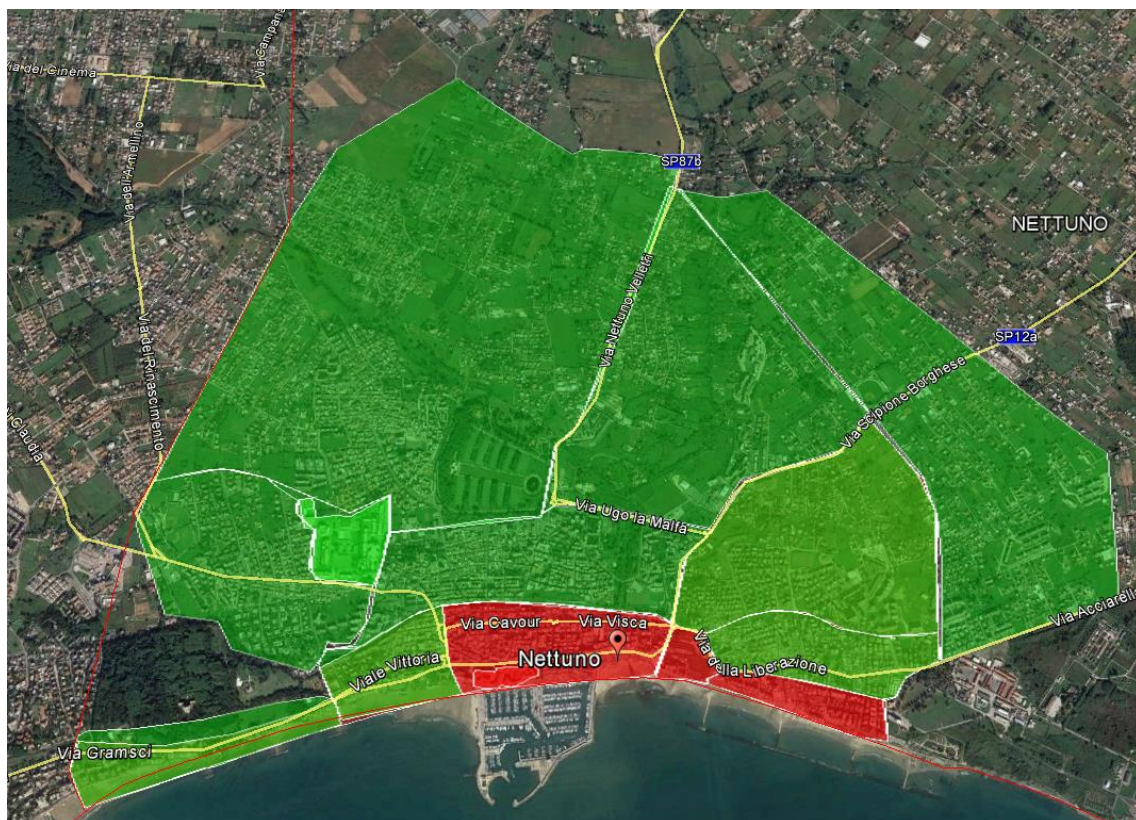 Via del Cinema
Via Campana
Via dell'Armellino
SP87b
NETTUNO
Via Nettuno Velletri
SP12a
Via del Rinascimento
Via Scipione Borghese
Claudia
Via Ugo la Malfa
Via Acciarella
Via Cavour
Via Visca
Nettuno
Via della Liberazione
Viale Vittoria
Via Gramsci